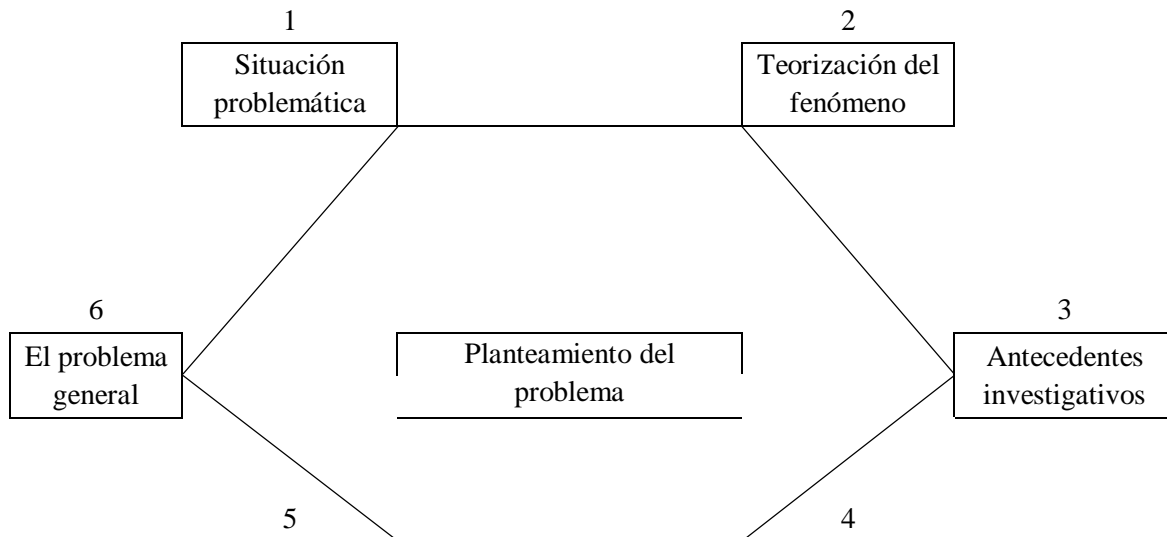 1
Situación
problemática
2
Teorización del
fenómeno
6
El problema
general
Planteamiento del
problema
3
Antecedentes
investigativos
5
4